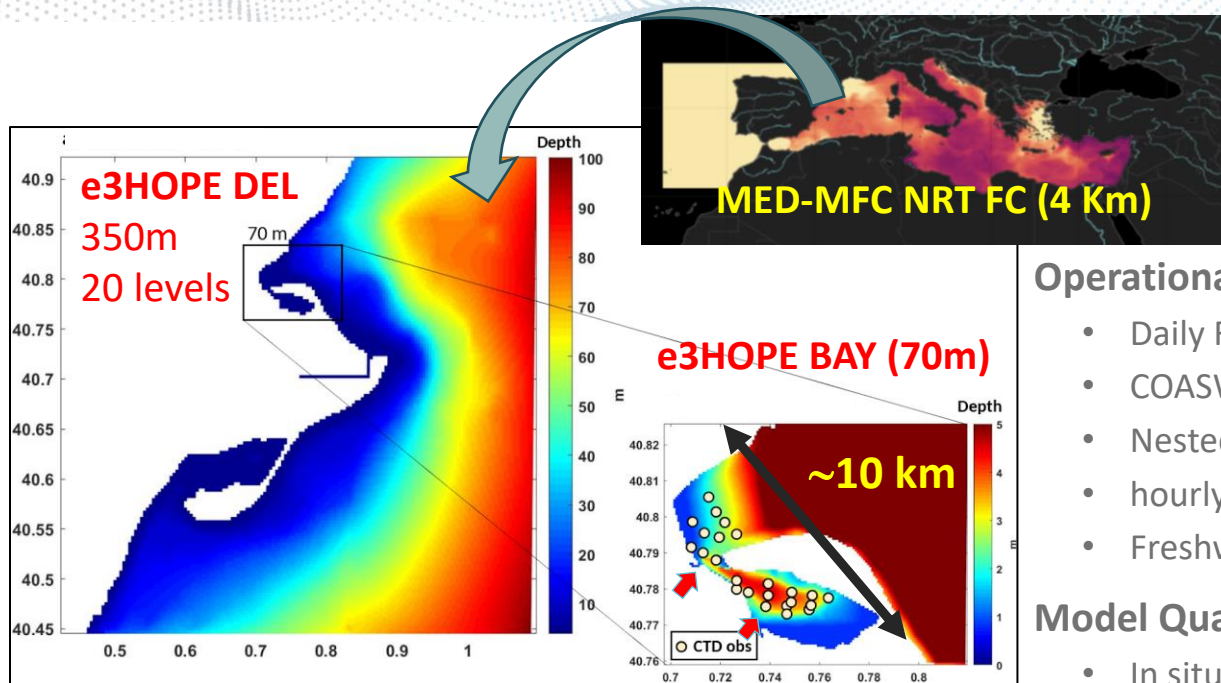 MED-MFC NRT FC (4 Km)
Depth
100
90
80
70
60
50
40
30
20
10
m
e3HOPE DEL
350m
20 levels
70 m
40.9
40.85
40.8
40.75
40.7
40.65
40.6
40.55
40.5
40.45
0.5 0.6 0.7 0.8 0.9 1
e3HOPE BAY (70m)
Depth
5
4
3
2
1
0
m
~10 km
40.82
40.81
40.8
40.79
40.78
40.77
40.76
CTD obs
0.7 0.72 0.74 0.76 0.78 0.8
• Daily
• Nested
• hourly
Model
• In situ